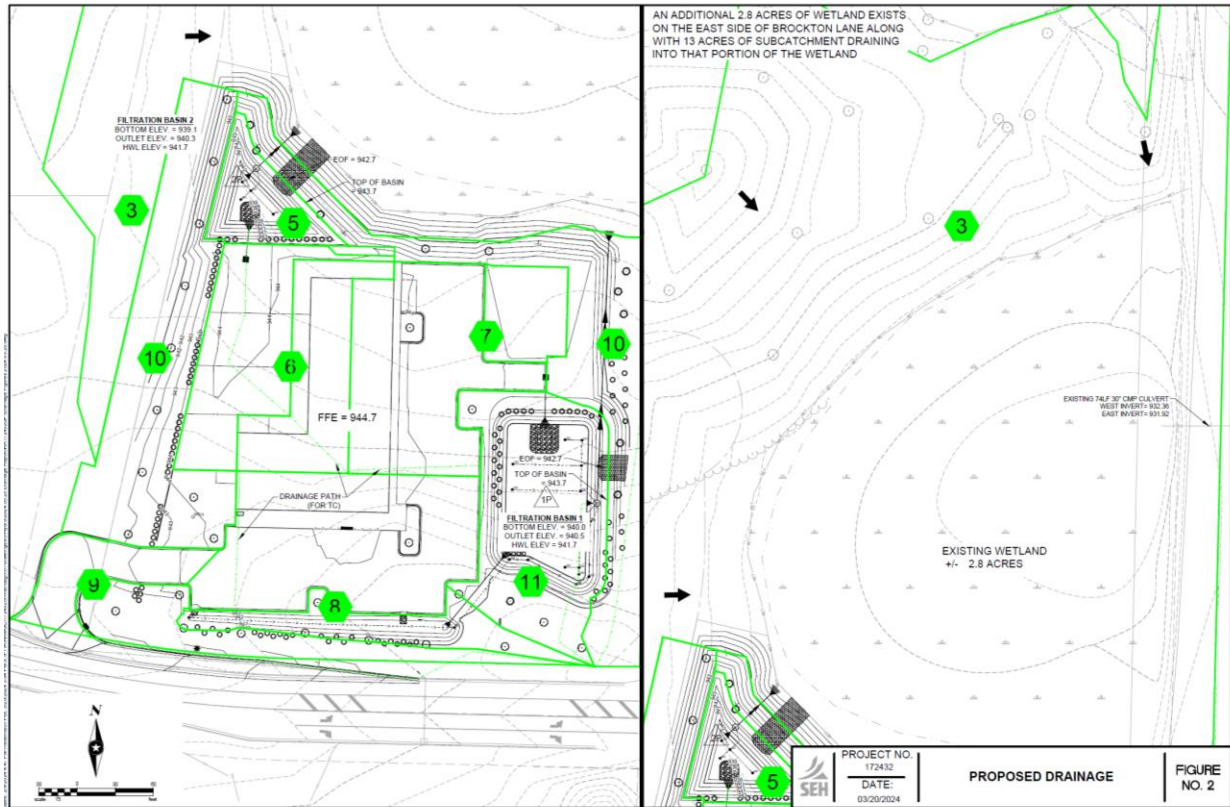 FILTRATION BASIN 2
BOTTOM ELEV. = 939.1
OUTLET ELEV. = 940.3
HWL ELEV = 941.7
EOF = 942.7
TOP OF BASIN
= 943.7
3
5
10
6
7
10
FFE = 944.7
DRAINAGE PATH
(FOR TC)
EOF = 942.7
TOP OF BASIN
= 943.7
1P
FILTRATION BASIN 1
BOTTOM ELEV. = 940.0
OUTLET ELEV. = 940.5
HWL ELEV = 941.7
9
8
11
N
scale
feet
AN ADDITIONAL 2.8 ACRES OF WETLAND EXISTS
ON THE EAST SIDE OF BROCKTON LANE ALONG
WITH 13 ACRES OF SUBCATCHMENT DRAINING
INTO THAT PORTION OF THE WETLAND
3
EXISTING 74LF 30" CMP CULVERT
WEST INVERT= 932.36
EAST INVERT= 931.92
EXISTING WETLAND
+/- 2.8 ACRES
5
SEH
PROJECT NO.
172432
DATE:
03/20/2024
PROPOSED DRAINAGE
FIGURE
NO. 2